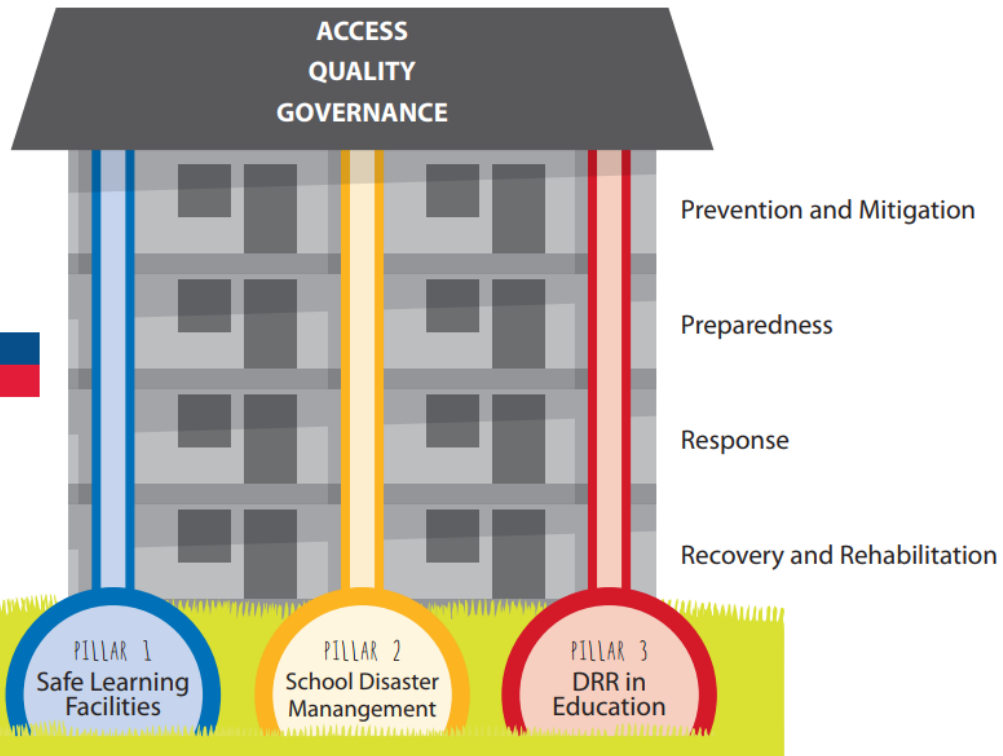 ACCESS
QUALITY
GOVERNANCE
Prevention and Mitigation
Preparedness
Response
Recovery and Rehabilitation
PILLAR 1
Safe Learning
Facilities
PILLAR 2
School Disaster
Manangement
PILLAR 3
DRR in
Education